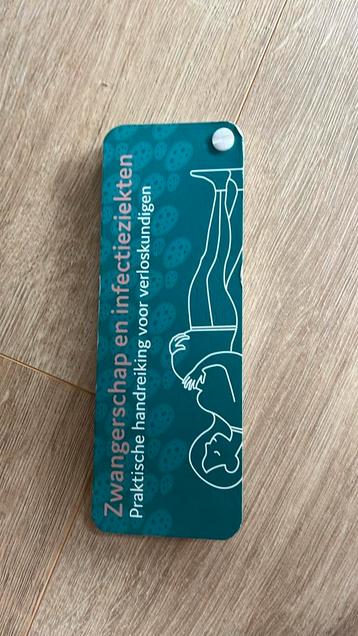 Zwangerschap en infectieziekten
Praktische handreiking voor verloskundigen